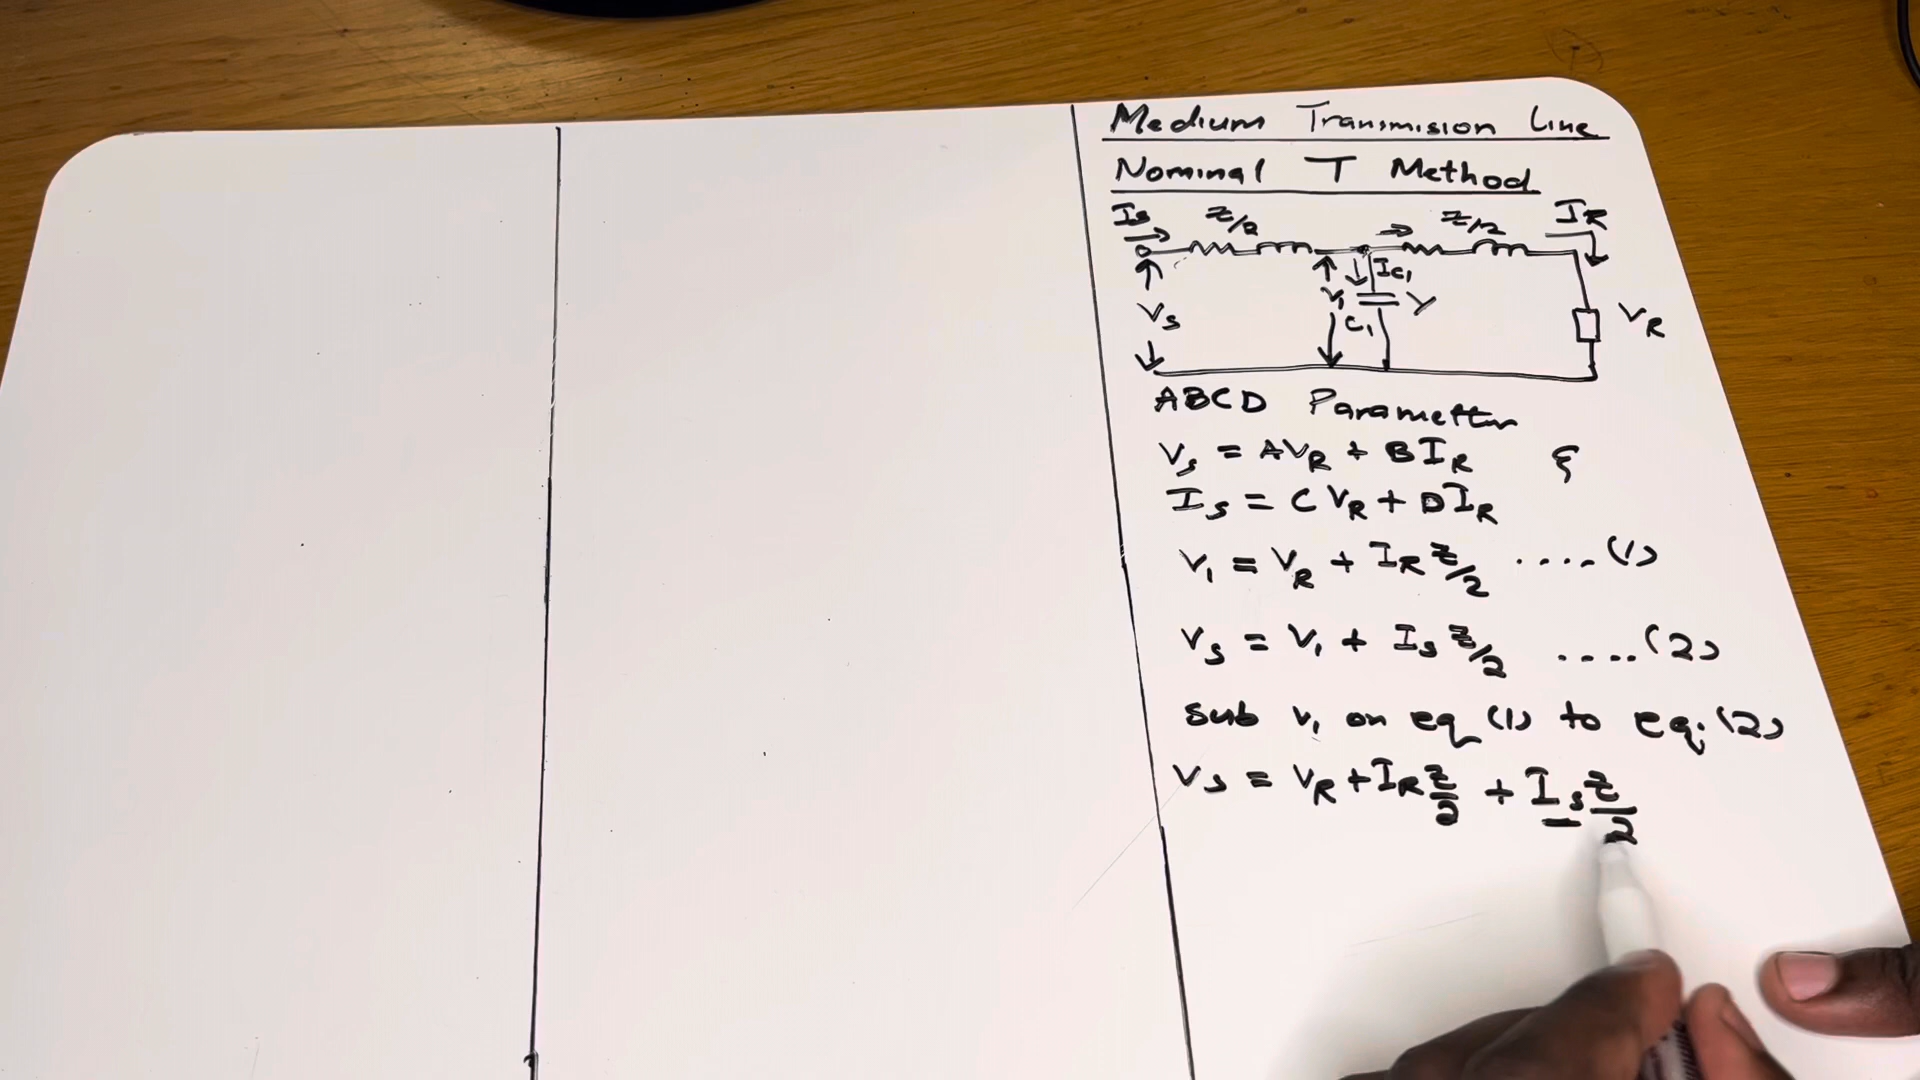 Medium Transmision Line
Nominal T Method
Is Z/2 Z/2 IR
Ic1
V1 Y
Vs C1 VR
ABCD Parametter
Vs = AVR + BIR &
Is = CVR + DIR
V1 = VR + IR Z/2 ....(1)
Vs = V1 + Is Z/2 ....(2)
Sub V1 on eq (1) to eq. (2)
Vs = VR + IR Z/2 + Is Z/2